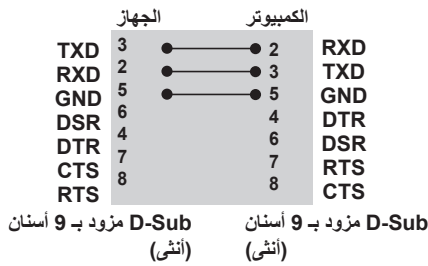 الكمبيوتر الجهاز
TXD 3 2 RXD
RXD 2 3 TXD
GND 5 5 GND
DSR 6 4 DTR
DTR 4 6 DSR
CTS 7 7 RTS
RTS 8 8 CTS
D-Sub مزود بـ 9 أسنان D-Sub مزود بـ 9 أسنان
(أنثى) (أنثى)